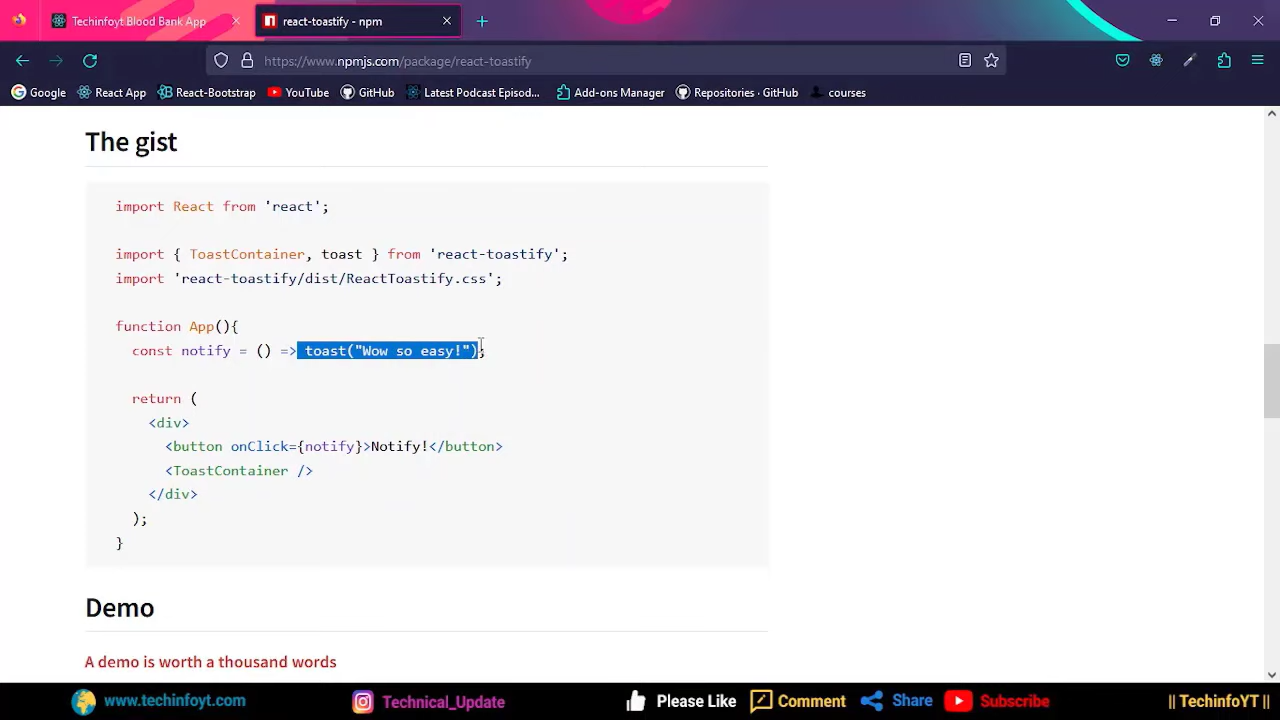 Techinfoyt Blood Bank App
react-toastify - npm
https://www.npmjs.com/package/react-toastify
Google
React App
React-Bootstrap
YouTube
GitHub
Latest Podcast Episod...
Add-ons Manager
Repositories · GitHub
courses
The gist
import React from 'react';
import { ToastContainer, toast } from 'react-toastify';
import 'react-toastify/dist/ReactToastify.css';
function App(){
const notify = () => toast("Wow so easy!");
return (
<div>
<button onClick={notify}>Notify!</button>
<ToastContainer />
</div>
);
}
Demo
A demo is worth a thousand words
www.techinfoyt.com
Technical_Update
Please Like
Comment
Share
Subscribe
|| TechinfoYT ||